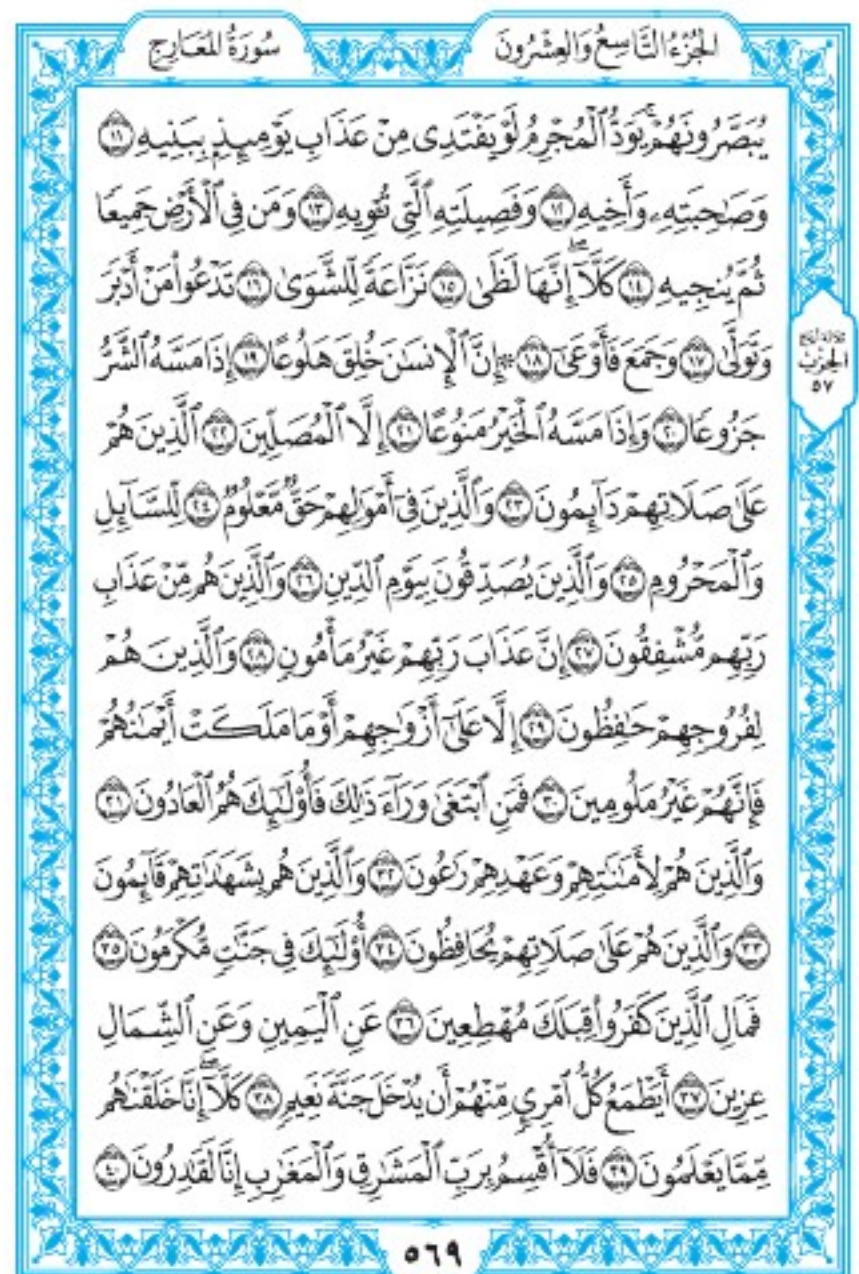 سُورَةُ المَعَارِجِ
الجُزْءُ التَّاسِعُ وَالعِشْرُونَ
يُبَصَّرُونَهُمْۚ يَوَدُّ ٱلْمُجْرِمُ لَوْ يَفْتَدِى مِنْ عَذَابِ يَوْمِئِذٍۭ بِبَنِيهِ ١١
وَصَٰحِبَتِهِۦ وَأَخِيهِ ١٢ وَفَصِيلَتِهِ ٱلَّتِى تُـْٔوِيهِ ١٣ وَمَن فِى ٱلْأَرْضِ جَمِيعًا
ثُمَّ يُنجِيهِ ١٤ كَلَّآۖ إِنَّهَا لَظَىٰ ١٥ نَزَّاعَةً لِّلشَّوَىٰ ١٦ تَدْعُوا۟ مَنْ أَدْبَرَ
وَتَوَلَّىٰ ١٧ وَجَمَعَ فَأَوْعَىٰٓ ١٨ ۞ إِنَّ ٱلْإِنسَٰنَ خُلِقَ هَلُوعًا ١٩ إِذَا مَسَّهُ ٱلشَّرُّ
جَزُوعًا ٢٠ وَإِذَا مَسَّهُ ٱلْخَيْرُ مَنُوعًا ٢١ إِلَّا ٱلْمُصَلِّينَ ٢٢ ٱلَّذِينَ هُمْ
عَلَىٰ صَلَاتِهِمْ دَآئِمُونَ ٢٣ وَٱلَّذِينَ فِىٓ أَمْوَٰلِهِمْ حَقٌّ مَّعْلُومٌ ٢٤ لِّلسَّآئِلِ
وَٱلْمَحْرُومِ ٢٥ وَٱلَّذِينَ يُصَدِّقُونَ بِيَوْمِ ٱلدِّينِ ٢٦ وَٱلَّذِينَ هُم مِّنْ عَذَابِ
رَبِّهِم مُّشْفِقُونَ ٢٧ إِنَّ عَذَابَ رَبِّهِمْ غَيْرُ مَأْمُونٍ ٢٨ وَٱلَّذِينَ هُمْ
لِفُرُوجِهِمْ حَٰفِظُونَ ٢٩ إِلَّا عَلَىٰٓ أَزْوَٰجِهِمْ أَوْ مَا مَلَكَتْ أَيْمَٰنُهُمْ
فَإِنَّهُمْ غَيْرُ مَلُومِينَ ٣٠ فَمَنِ ٱبْتَغَىٰ وَرَآءَ ذَٰلِكَ فَأُو۟لَٰٓئِكَ هُمُ ٱلْعَادُونَ ٣١
وَٱلَّذِينَ هُمْ لِأَمَٰنَٰتِهِمْ وَعَهْدِهِمْ رَٰعُونَ ٣٢ وَٱلَّذِينَ هُم بِشَهَٰدَٰتِهِمْ قَآئِمُونَ
٣٣ وَٱلَّذِينَ هُمْ عَلَىٰ صَلَاتِهِمْ يُحَافِظُونَ ٣٤ أُو۟لَٰٓئِكَ فِى جَنَّٰتٍ مُّكْرَمُونَ ٣٥
فَمَالِ ٱلَّذِينَ كَفَرُوا۟ قِبَلَكَ مُهْطِعِينَ ٣٦ عَنِ ٱلْيَمِينِ وَعَنِ ٱلشِّمَالِ
عِزِينَ ٣٧ أَيَطْمَعُ كُلُّ ٱمْرِئٍ مِّنْهُمْ أَن يُدْخَلَ جَنَّةَ نَعِيمٍ ٣٨ كَلَّآۖ إِنَّا خَلَقْنَٰهُم
مِّمَّا يَعْلَمُونَ ٣٩ فَلَآ أُقْسِمُ بِرَبِّ ٱلْمَشَٰرِقِ وَٱلْمَغَٰرِبِ إِنَّا لَقَٰدِرُونَ ٤٠
الحِزْب
٥٧
٥٦٩